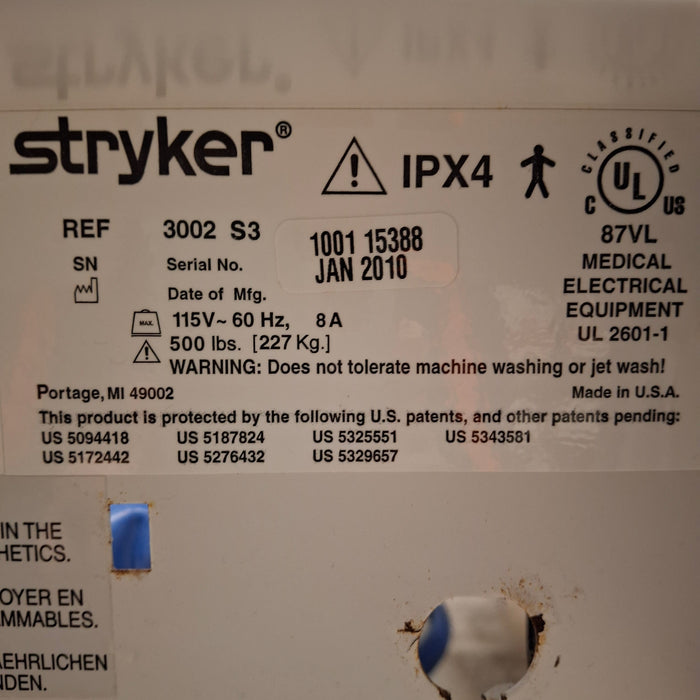 stryker®
IPX4
CLASSIFIED
UL
C US
REF 3002 S3
1001 15388
87VL
SN Serial No.
JAN 2010
MEDICAL
Date of Mfg.
ELECTRICAL
MAX.
115V~ 60 Hz, 8A
EQUIPMENT
500 lbs. [227 Kg.]
UL 2601-1
WARNING: Does not tolerate machine washing or jet wash!
Portage, MI 49002 Made in U.S.A.
This product is protected by the following U.S. patents, and other patents pending:
US 5094418 US 5187824 US 5325551 US 5343581
US 5172442 US 5276432 US 5329657
IN THE
HETICS.
OYER EN
MMABLES.
EHRLICHEN
DEN.